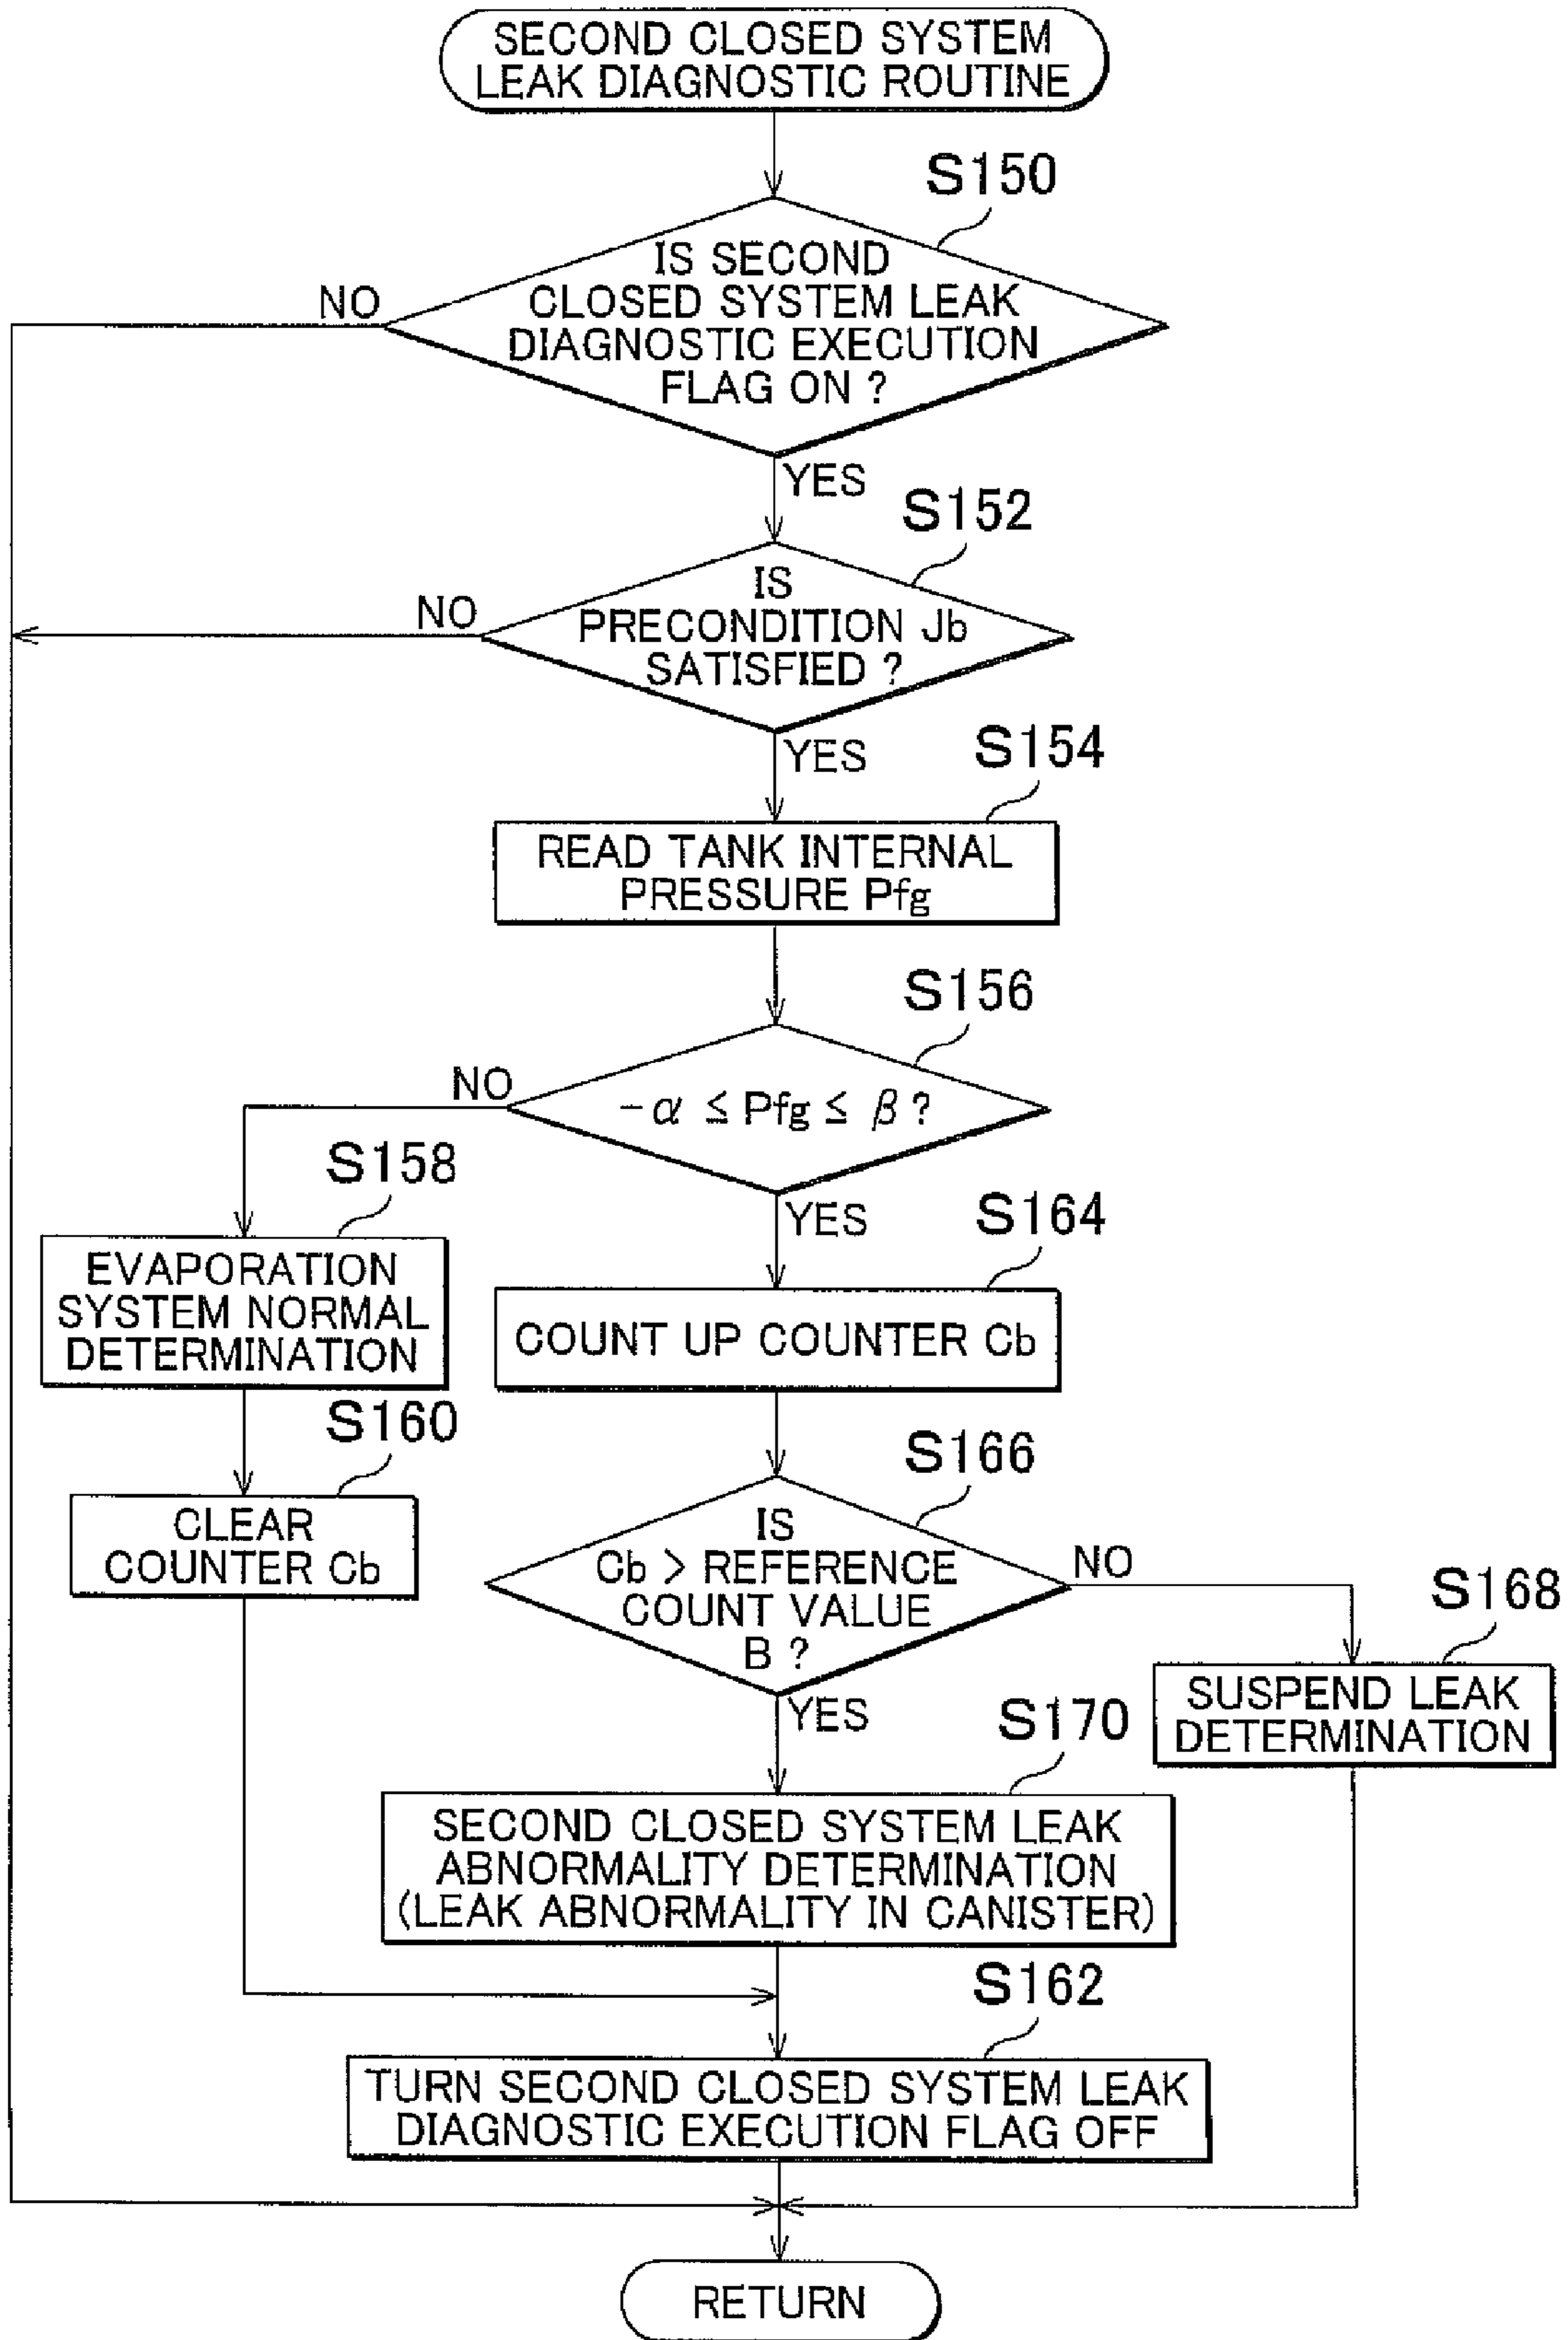 SECOND CLOSED SYSTEM
LEAK DIAGNOSTIC ROUTINE
S150
IS SECOND
CLOSED SYSTEM LEAK
DIAGNOSTIC EXECUTION
FLAG ON ?
NO
YES
S152
IS
PRECONDITION Jb
SATISFIED ?
NO
YES
S154
READ TANK INTERNAL
PRESSURE Pfg
S156
-α ≤ Pfg ≤ β ?
NO
YES
S158
EVAPORATION
SYSTEM NORMAL
DETERMINATION
S160
CLEAR
COUNTER Cb
S164
COUNT UP COUNTER Cb
S166
IS
Cb > REFERENCE
COUNT VALUE
B ?
NO
YES
S168
SUSPEND LEAK
DETERMINATION
S170
SECOND CLOSED SYSTEM LEAK
ABNORMALITY DETERMINATION
(LEAK ABNORMALITY IN CANISTER)
S162
TURN SECOND CLOSED SYSTEM LEAK
DIAGNOSTIC EXECUTION FLAG OFF
RETURN